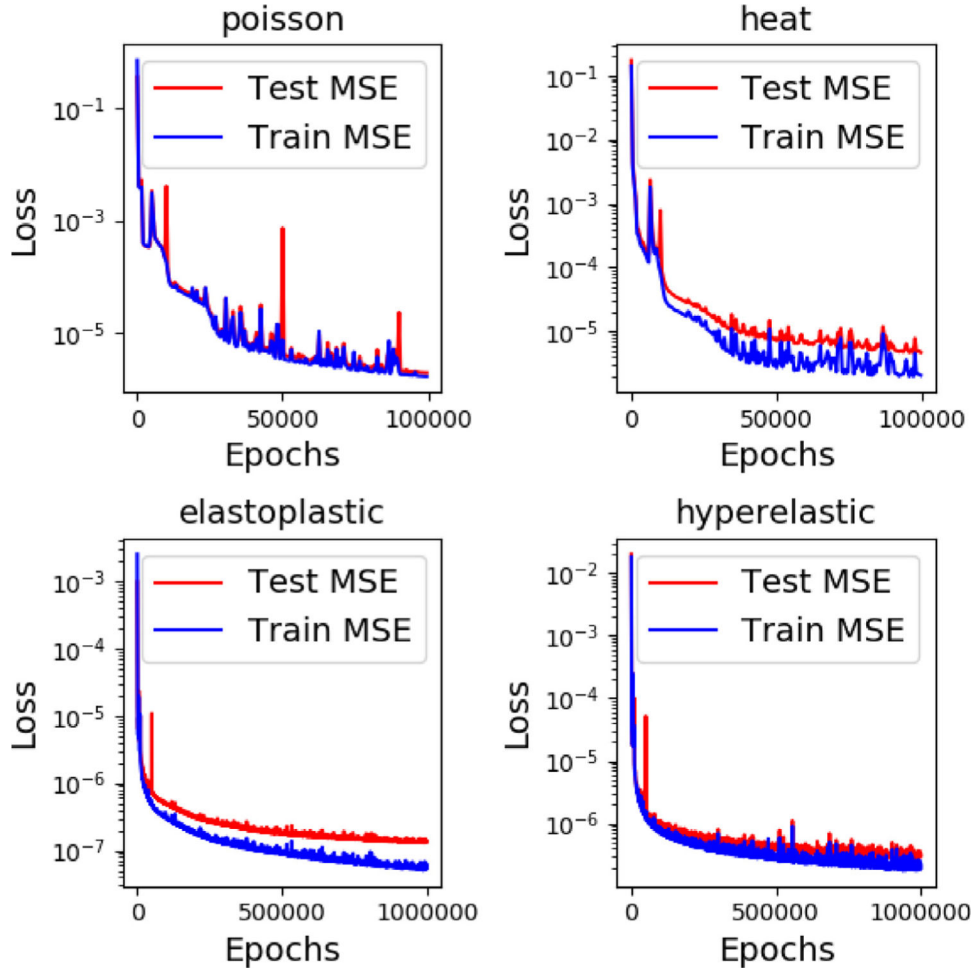 poisson
Test MSE
Train MSE
10⁻¹
10⁻³
10⁻⁵
Loss
0
50000
100000
Epochs
heat
Test MSE
Train MSE
10⁻¹
10⁻²
10⁻³
10⁻⁴
10⁻⁵
Loss
0
50000
100000
Epochs
elastoplastic
Test MSE
Train MSE
10⁻³
10⁻⁴
10⁻⁵
10⁻⁶
10⁻⁷
Loss
0
500000
1000000
Epochs
hyperelastic
Test MSE
Train MSE
10⁻²
10⁻³
10⁻⁴
10⁻⁵
10⁻⁶
Loss
0
500000
1000000
Epochs